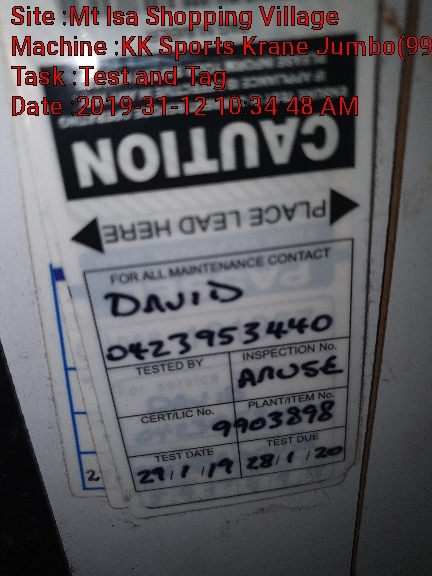 Site :Mt Isa Shopping Village
Machine :KK Sports Krane Jumbo(99
Task :Test and Tag
Date :2019-31-12 10:34:48 AM
CAUTION
PLACE LEAD HERE
FOR ALL MAINTENANCE CONTACT
DAVID
0423953440
TESTED BY
INSPECTION No.
AMUSE
CERT/LIC No.
PLANT/ITEM No.
9903898
TEST DATE
TEST DUE
29/1/19
28/1/20
2